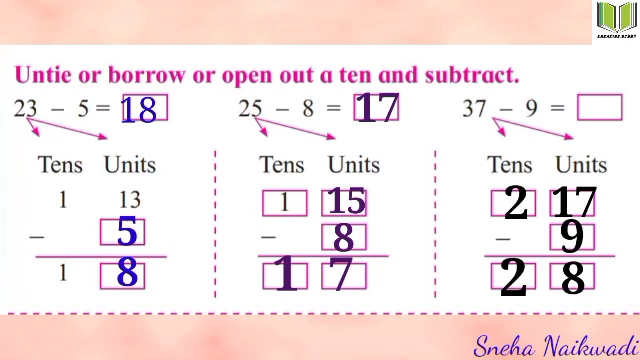 Untie or borrow or open out a ten and subtract.
23 – 5 = 18 25 – 8 = 17 37 – 9 =
Tens Units Tens Units Tens Units
1 13 1 15 2 17
– 5 – 8 – 9
1 8 1 7 2 8
Sneha Naikwadi